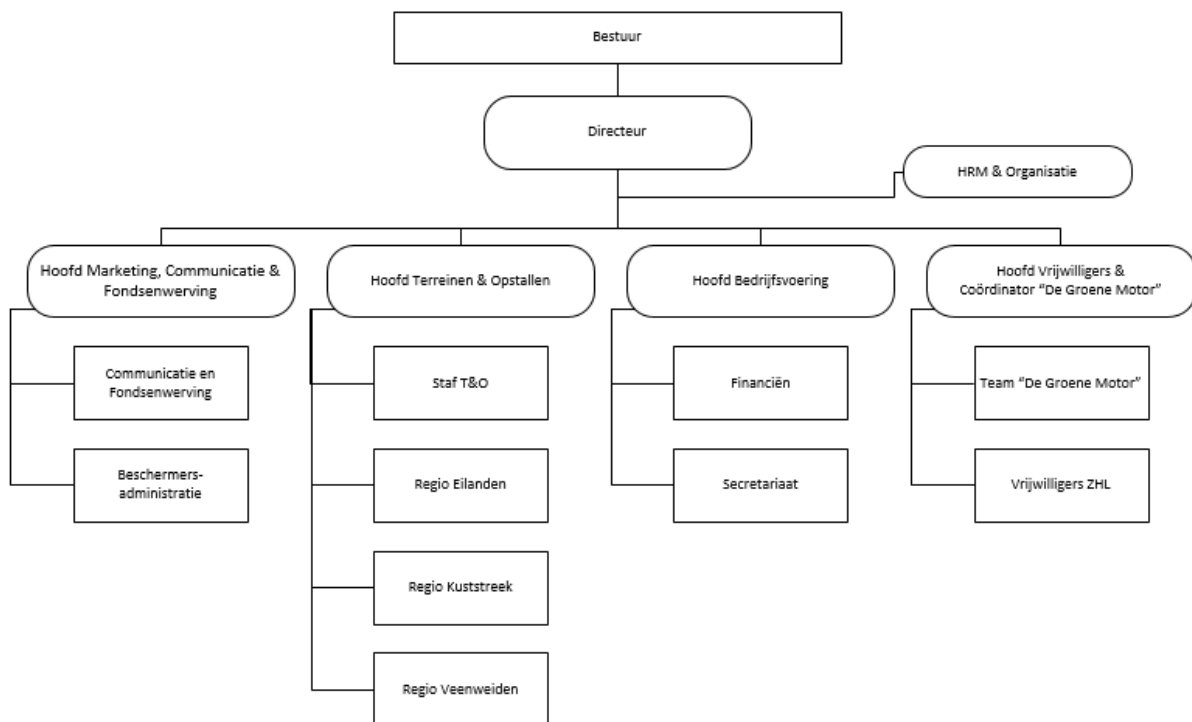 Bestuur
Directeur
HRM & Organisatie
Hoofd Marketing, Communicatie &
Fondsenwerving
Hoofd Terreinen & Opstallen
Hoofd Bedrijfsvoering
Hoofd Vrijwilligers &
Coördinator “De Groene Motor”
Communicatie en
Fondsenwerving
Staf T&O
Financiën
Team “De Groene Motor”
Beschermers-
administratie
Regio Eilanden
Secretariaat
Vrijwilligers ZHL
Regio Kuststreek
Regio Veenweiden